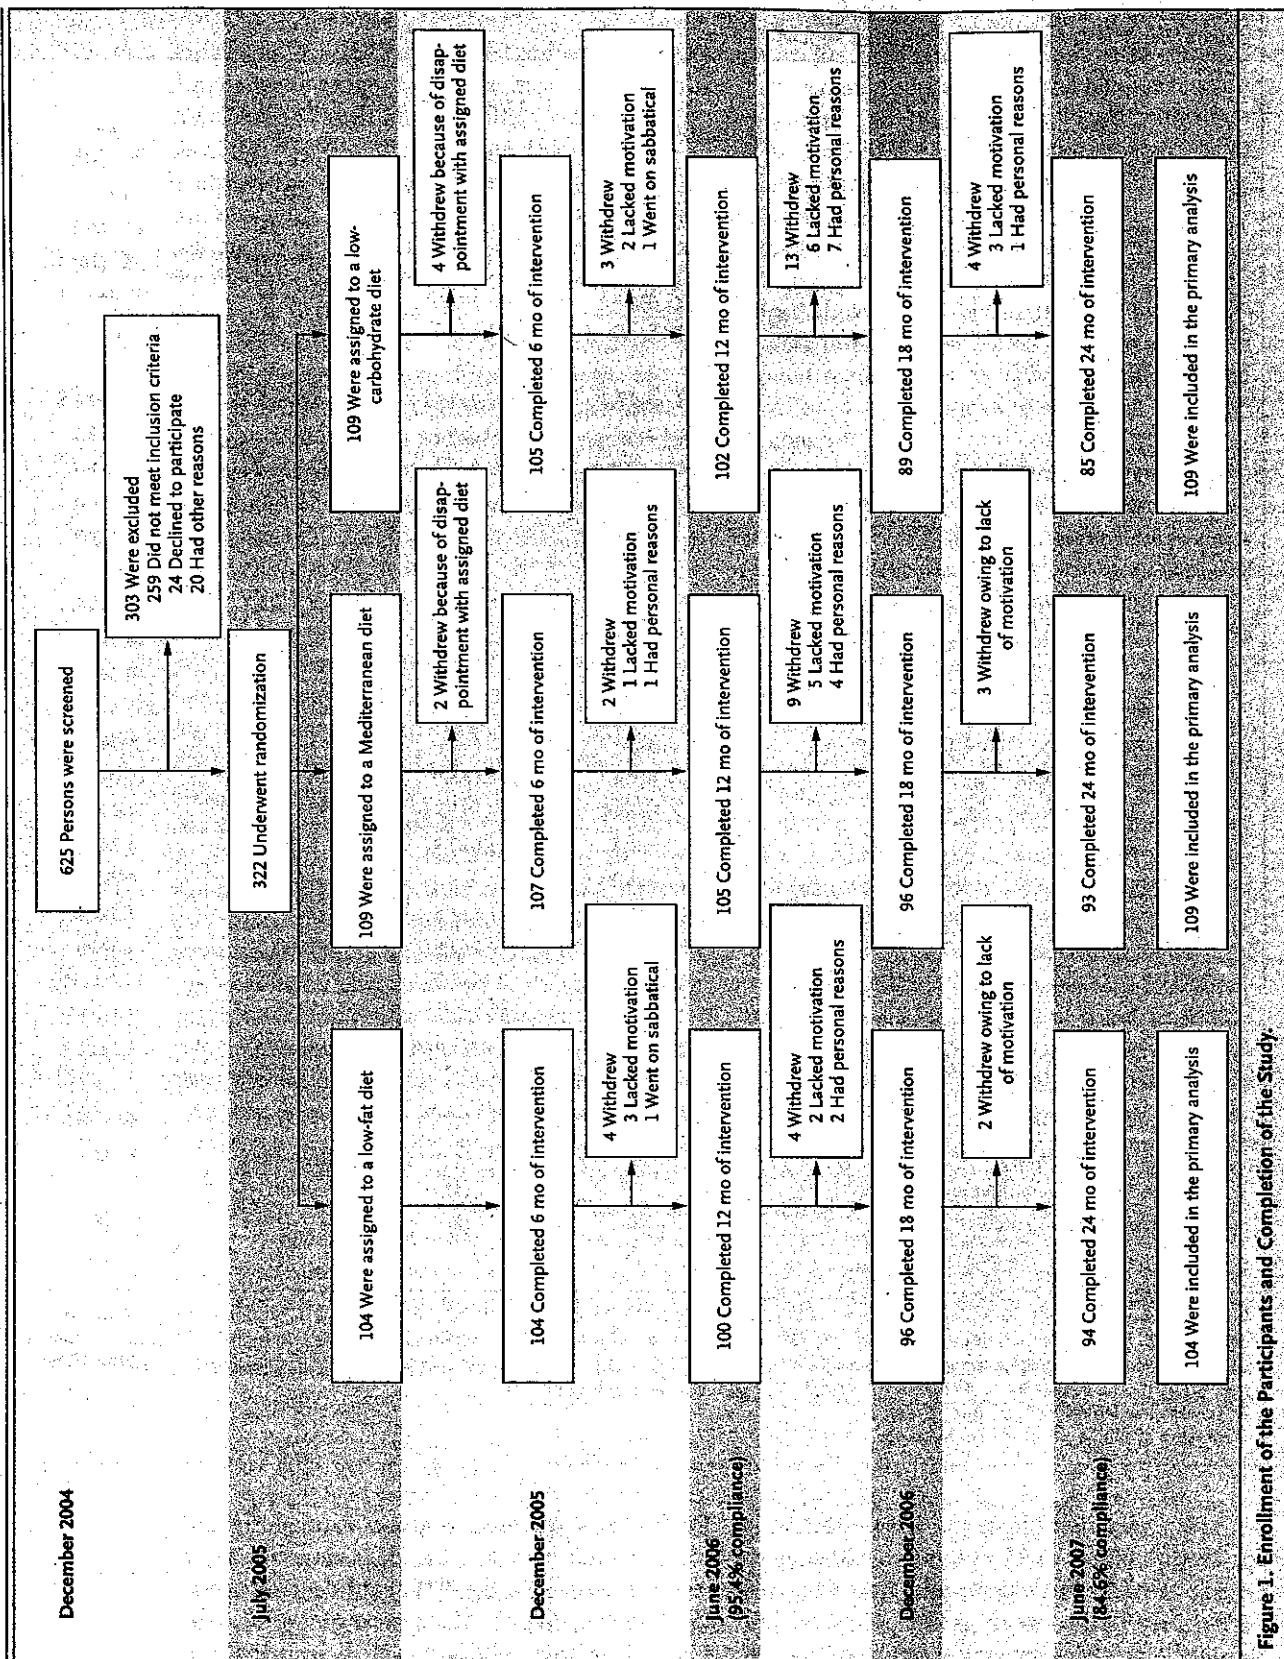 December 2004
625 Persons were screened
303 Were excluded
259 Did not meet inclusion criteria
24 Declined to participate
20 Had other reasons
July 2005
322 Underwent randomization
104 Were assigned to a low-fat diet
109 Were assigned to a Mediterranean diet
109 Were assigned to a low-
carbohydrate diet
2 Withdrew because of disap-
pointment with assigned diet
4 Withdrew because of disap-
pointment with assigned diet
December 2005
104 Completed 6 mo of intervention
107 Completed 6 mo of intervention
105 Completed 6 mo of intervention
4 Withdrew
3 Lacked motivation
1 Went on sabbatical
2 Withdrew
1 Lacked motivation
1 Had personal reasons
3 Withdrew
2 Lacked motivation
1 Went on sabbatical
June 2006
(95.4% compliance)
100 Completed 12 mo of intervention
105 Completed 12 mo of intervention
102 Completed 12 mo of intervention
4 Withdrew
2 Lacked motivation
2 Had personal reasons
9 Withdrew
5 Lacked motivation
4 Had personal reasons
13 Withdrew
6 Lacked motivation
7 Had personal reasons
December 2006
96 Completed 18 mo of intervention
96 Completed 18 mo of intervention
89 Completed 18 mo of intervention
2 Withdrew owing to lack
of motivation
3 Withdrew owing to lack
of motivation
4 Withdrew
3 Lacked motivation
1 Had personal reasons
June 2007
(84.6% compliance)
94 Completed 24 mo of intervention
93 Completed 24 mo of intervention
85 Completed 24 mo of intervention
104 Were included in the primary analysis
109 Were included in the primary analysis
109 Were included in the primary analysis
Figure 1. Enrollment of the Participants and Completion of the Study.